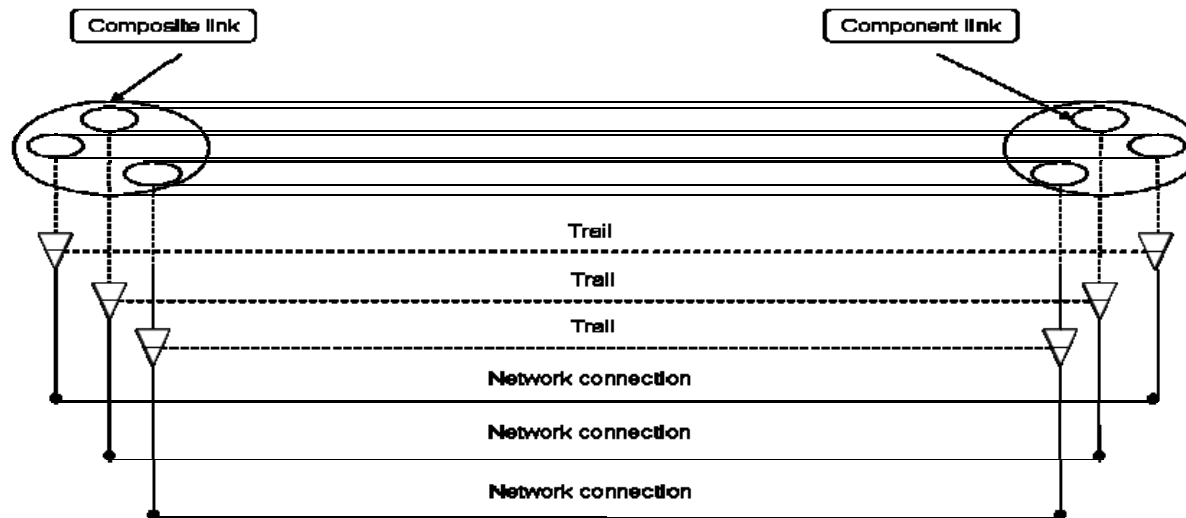 Composite link
Component link
Trail
Trail
Trail
Network connection
Network connection
Network connection